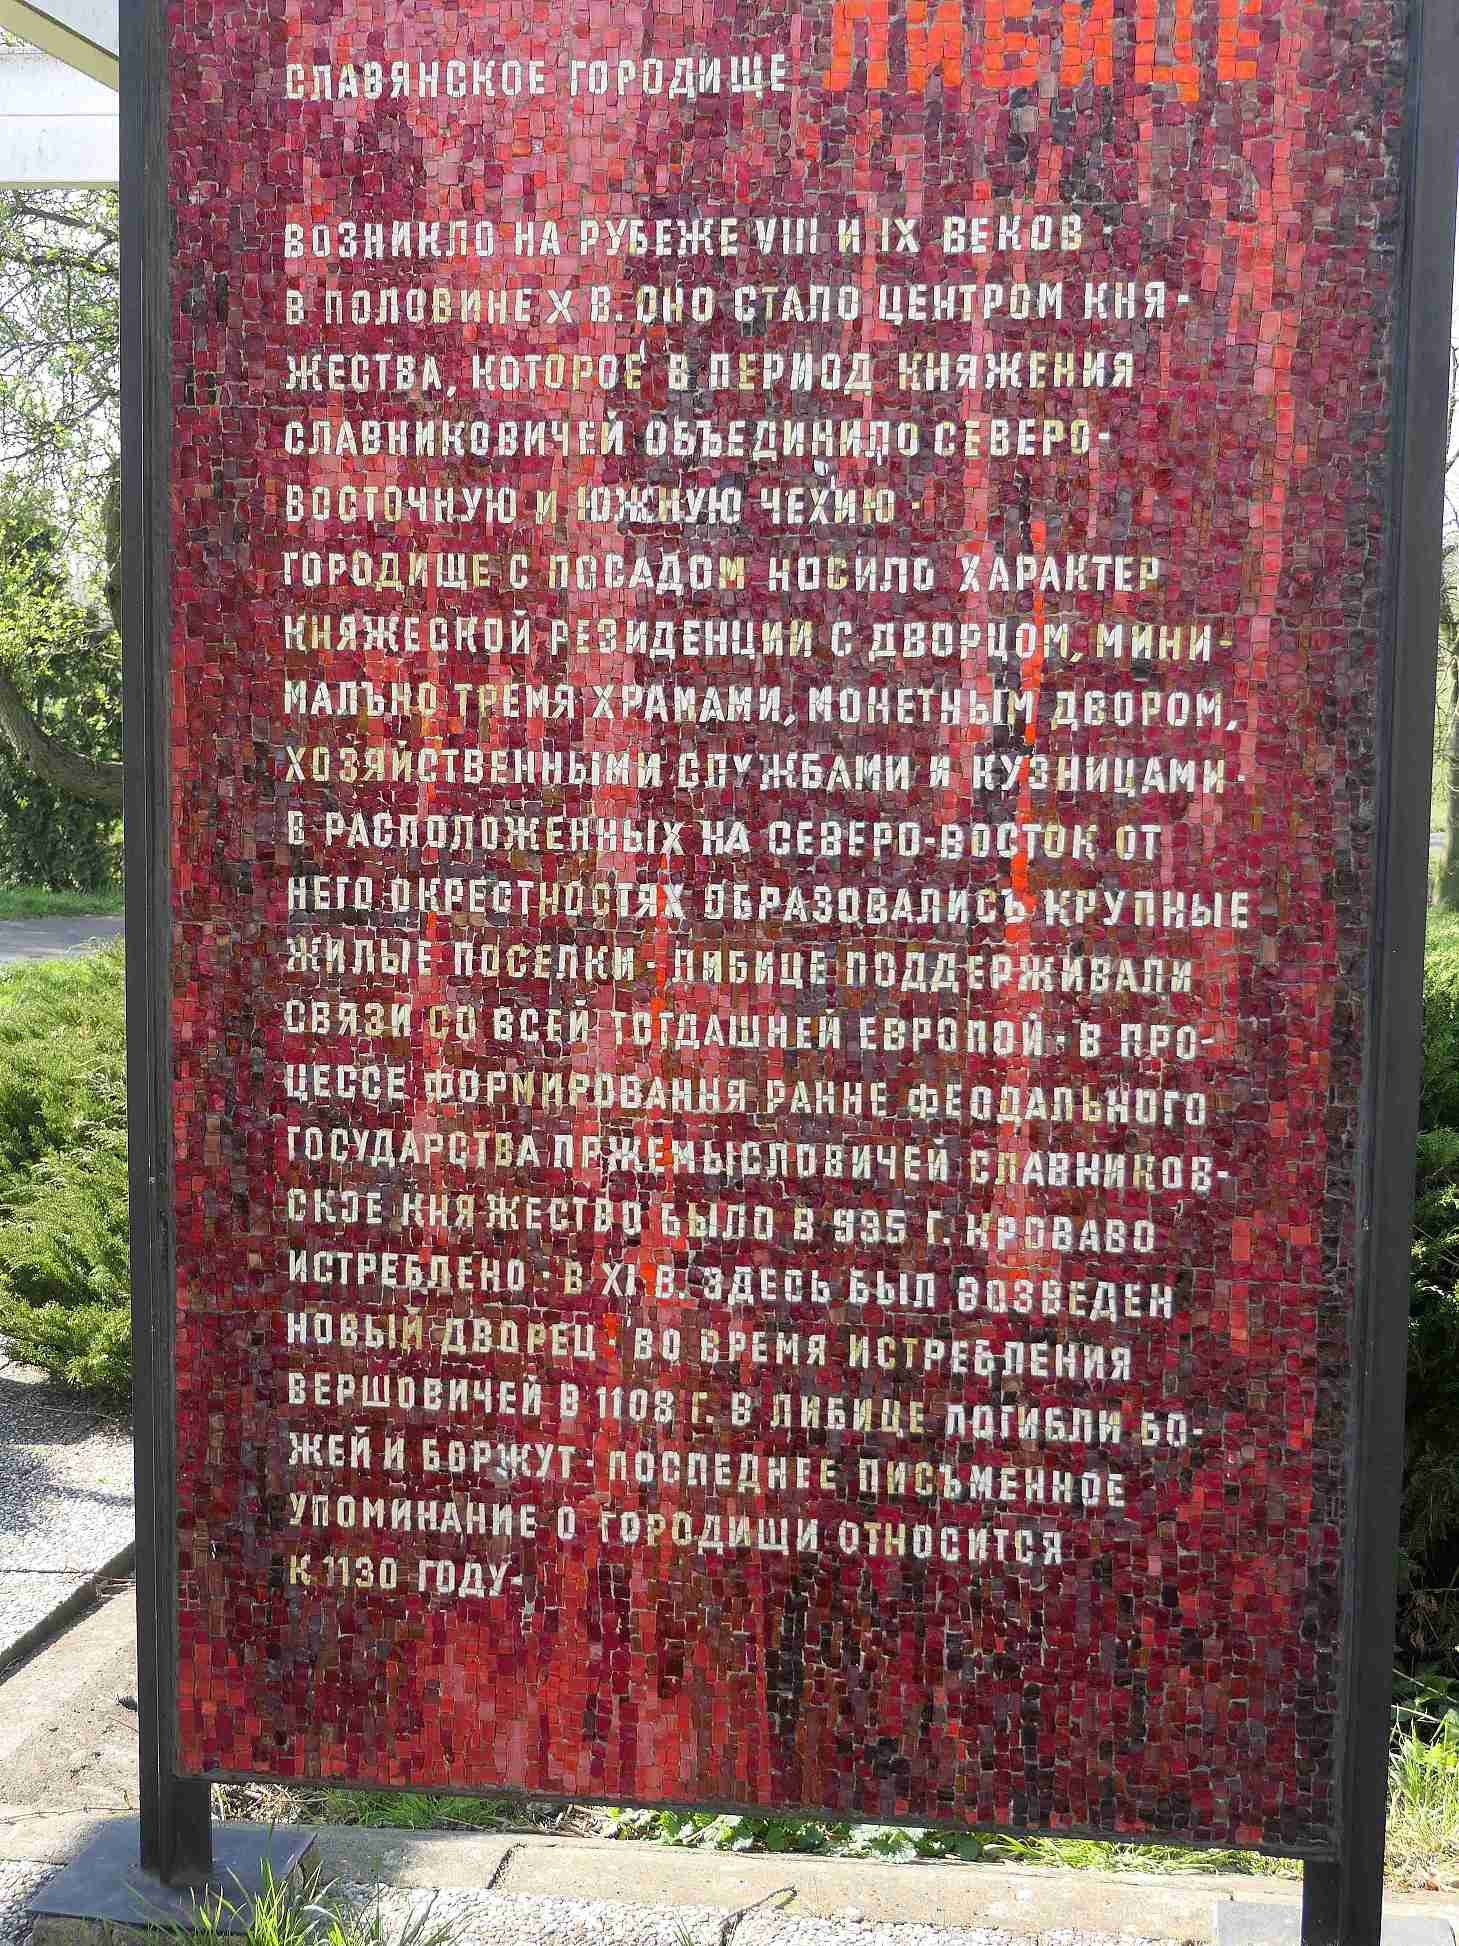 СЛАВЯНСКОЕ ГОРОДИЩЕ ЛИБИЦЕ
ВОЗНИКЛО НА РУБЕЖЕ VIII И IX ВЕКОВ ·
В ПОЛОВИНЕ X В. ОНО СТАЛО ЦЕНТРОМ КНЯ-
ЖЕСТВА, КОТОРОЕ В ПЕРИОД КНЯЖЕНИЯ
СЛАВНИКОВИЧЕЙ ОБЪЕДИНИЛО СЕВЕРО-
ВОСТОЧНУЮ И ЮЖНУЮ ЧЕХИЮ ·
ГОРОДИЩЕ С ПОСАДОМ НОСИЛО ХАРАКТЕР
КНЯЖЕСКОЙ РЕЗИДЕНЦИИ С ДВОРЦОМ, МИНИ-
МАЛЬНО ТРЕМЯ ХРАМАМИ, МОНЕТНЫМ ДВОРОМ,
ХОЗЯЙСТВЕННЫМИ СЛУЖБАМИ И КУЗНИЦАМИ ·
В РАСПОЛОЖЕННЫХ НА СЕВЕРО-ВОСТОК ОТ
НЕГО ОКРЕСТНОСТЯХ ОБРАЗОВАЛИСЬ КРУПНЫЕ
ЖИЛЫЕ ПОСЕЛКИ · ЛИБИЦЕ ПОДДЕРЖИВАЛИ
СВЯЗИ СО ВСЕЙ ТОГДАШНЕЙ ЕВРОПОЙ · В ПРО-
ЦЕССЕ ФОРМИРОВАННЯ РАННЕ ФЕОДАЛЬНОГО
ГОСУДАРСТВА ПРЖЕМЫСЛОВИЧЕЙ СЛАВНИКОВ-
СКОЕ КНЯЖЕСТВО БЫЛО В 995 Г. КРОВАВО
ИСТРЕБЛЕНО · В XI В. ЗДЕСЬ БЫЛ ВОЗВЕДЕН
НОВЫЙ ДВОРЕЦ · ВО ВРЕМЯ ИСТРЕБЛЕНИЯ
ВЕРШОВИЧЕЙ В 1108 Г. В ЛИБИЦЕ ПОГИБЛИ БО-
ЖЕЙ И БОРЖУТ · ПОСЛЕДНЕЕ ПИСЬМЕННОЕ
УПОМИНАНИЕ О ГОРОДИЩИ ОТНОСИТСЯ
К 1130 ГОДУ ·